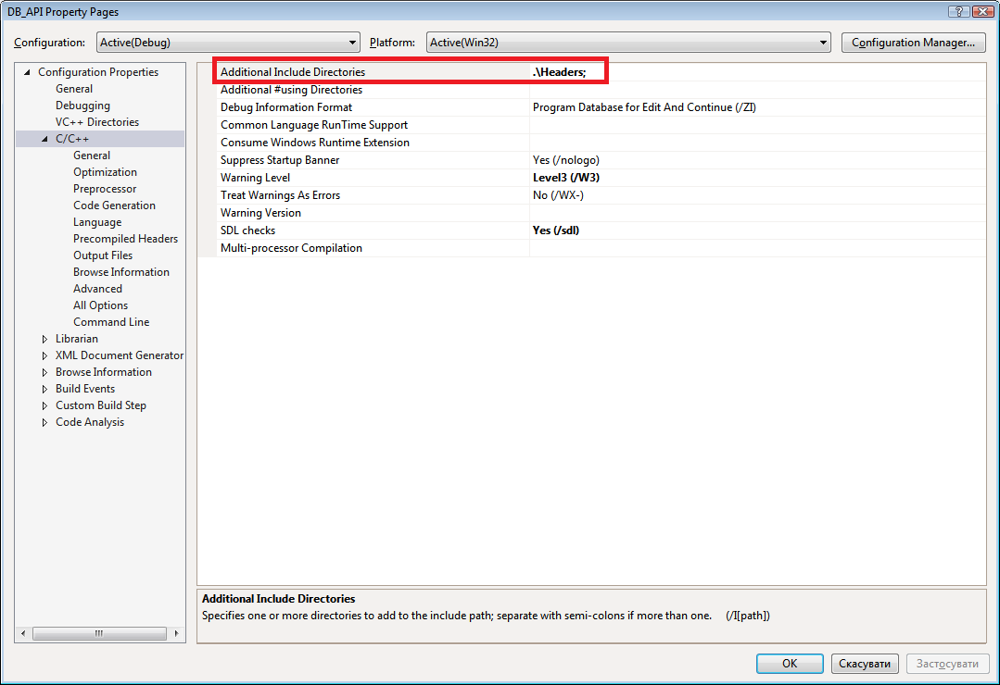 DB_API Property Pages
Configuration: Active(Debug) Platform: Active(Win32) Configuration Manager...
Configuration Properties
General
Debugging
VC++ Directories
C/C++
General
Optimization
Preprocessor
Code Generation
Language
Precompiled Headers
Output Files
Browse Information
Advanced
All Options
Command Line
Librarian
XML Document Generator
Browse Information
Build Events
Custom Build Step
Code Analysis
Additional Include Directories .\Headers;
Additional #using Directories
Debug Information Format Program Database for Edit And Continue (/ZI)
Common Language RunTime Support
Consume Windows Runtime Extension
Suppress Startup Banner Yes (/nologo)
Warning Level Level3 (/W3)
Treat Warnings As Errors No (/WX-)
Warning Version
SDL checks Yes (/sdl)
Multi-processor Compilation
Additional Include Directories
Specifies one or more directories to add to the include path; separate with semi-colons if more than one. (/I[path])
OK Скасувати Застосувати